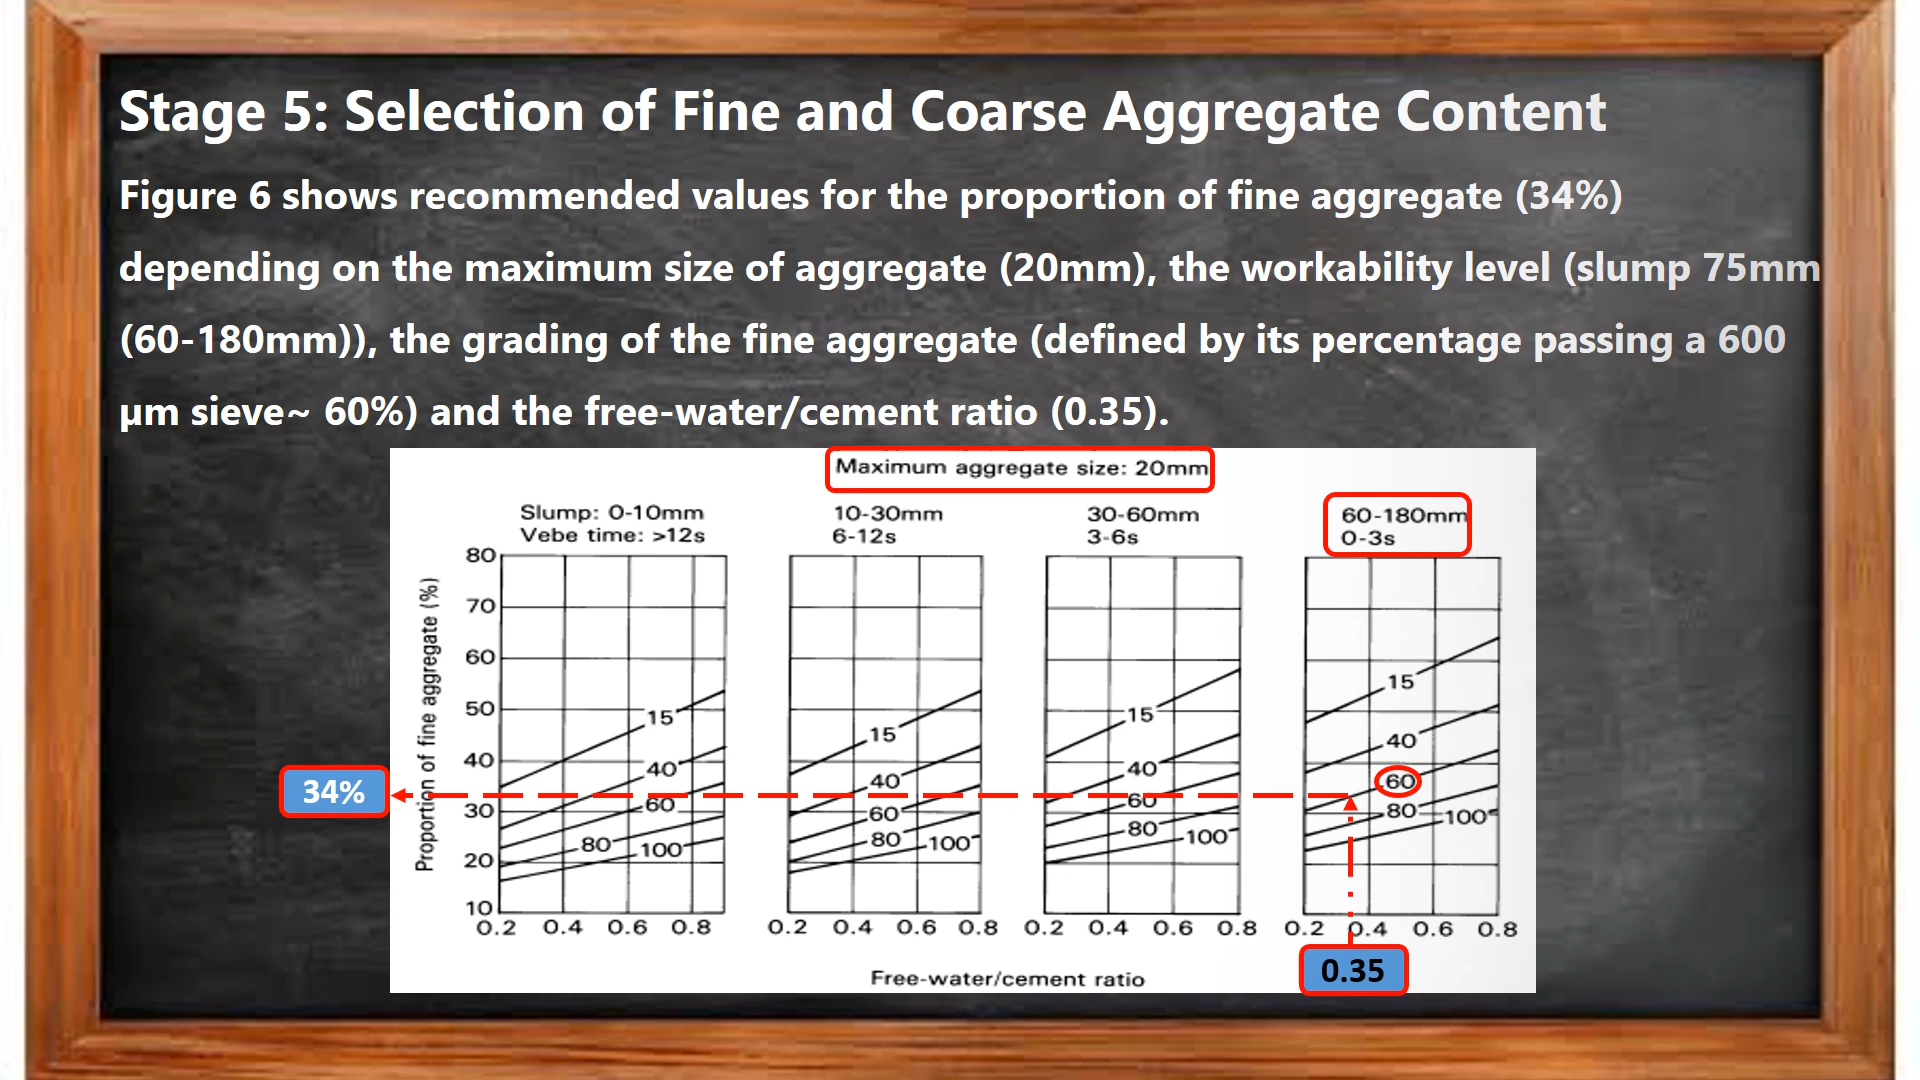 Stage 5: Selection of Fine and Coarse Aggregate Content
Figure 6 shows recommended values for the proportion of fine aggregate (34%)
depending on the maximum size of aggregate (20mm), the workability level (slump 75mm
(60-180mm)), the grading of the fine aggregate (defined by its percentage passing a 600
µm sieve~ 60%) and the free-water/cement ratio (0.35).
Maximum aggregate size: 20mm
Slump: 0-10mm
Vebe time: >12s
10-30mm
6-12s
30-60mm
3-6s
60-180mm
0-3s
Proportion of fine aggregate (%)
80
70
60
50
40
30
20
10
15
40
60
80
100
15
40
60
80
100
15
40
60
80
100
15
40
60
80
100
34%
0.2 0.4 0.6 0.8
0.2 0.4 0.6 0.8
0.2 0.4 0.6 0.8
0.2 0.4 0.6 0.8
0.35
Free-water/cement ratio